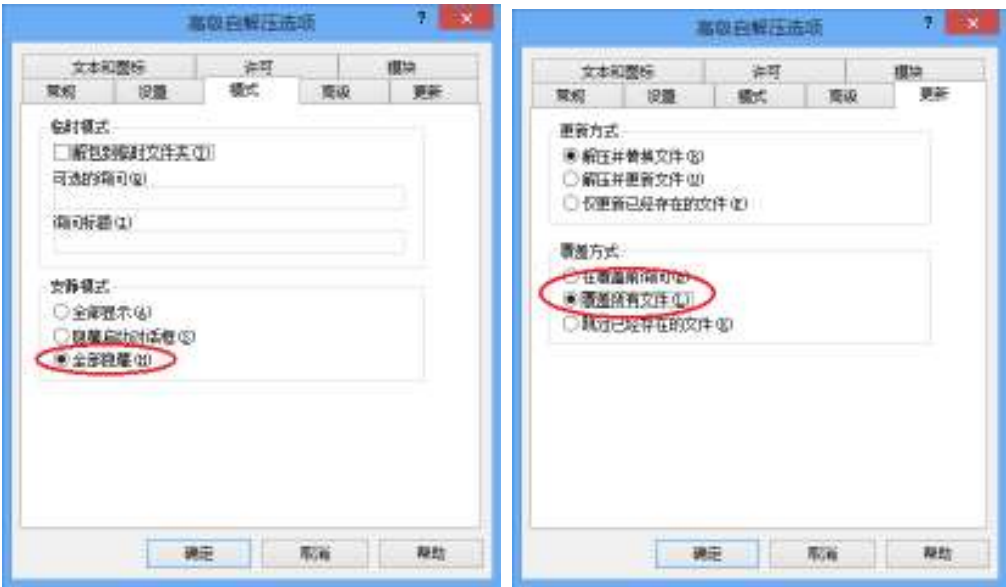 高级自解压选项 ?
文本和图标 许可 模块
常规 设置 模式 高级 更新
临时模式
解包到临时文件夹(T)
可选的询问(Q)
询问标题(I)
安静模式
全部显示(A)
隐藏启动对话框(S)
全部隐藏(H)
确定 取消 帮助
高级自解压选项 ?
文本和图标 许可 模块
常规 设置 模式 高级 更新
更新方式
解压并替换文件(R)
解压并更新文件(U)
仅更新已经存在的文件(F)
覆盖方式
在覆盖前询问
覆盖所有文件(L)
跳过已经存在的文件(K)
确定 取消 帮助